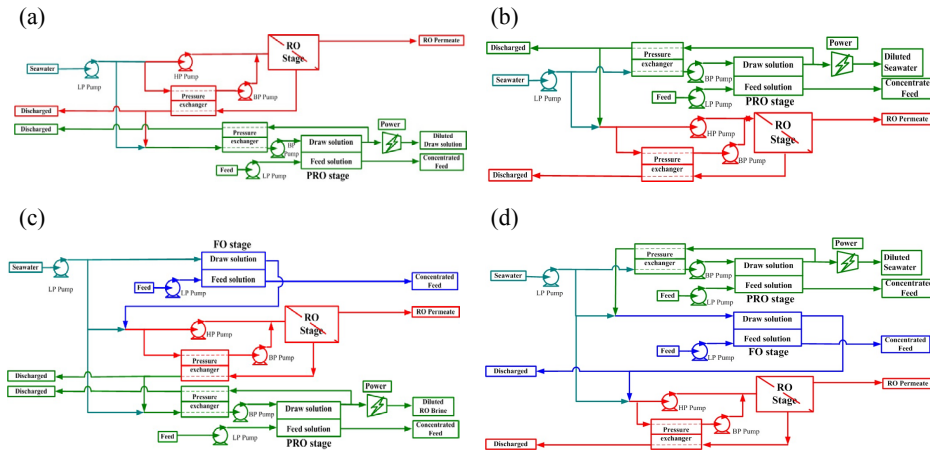 (a)
RO
Stage
RO Permeate
Seawater
LP Pump
HP Pump
Pressure
exchanger
BP Pump
Discharged
Discharged
Pressure
exchanger
BP
Pump
Draw solution
Feed solution
PRO stage
Power
Diluted
Draw solution
Concentrated
Feed
Feed
LP Pump
(b)
Discharged
Pressure
exchanger
Power
Diluted
Seawater
Seawater
LP Pump
BP Pump
Draw solution
Feed solution
PRO stage
Concentrated
Feed
Feed
LP Pump
HP Pump
RO
Stage
RO Permeate
Pressure
exchanger
BP Pump
Discharged
(c)
FO stage
Draw solution
Feed solution
Seawater
LP Pump
Feed
LP Pump
Concentrated
Feed
HP Pump
RO
Stage
RO Permeate
Pressure
exchanger
BP Pump
Discharged
Discharged
Pressure
exchanger
BP Pump
Power
Draw solution
Feed solution
PRO stage
Diluted
RO Brine
Concentrated
Feed
Feed
LP Pump
(d)
Power
Pressure
exchanger
Diluted
Seawater
Seawater
LP Pump
BP Pump
Draw solution
Feed solution
PRO stage
Concentrated
Feed
Feed
LP Pump
Draw solution
Feed solution
FO stage
Feed
LP Pump
Concentrated
Feed
Discharged
HP Pump
RO
Stage
RO Permeate
Pressure
exchanger
BP Pump
Discharged